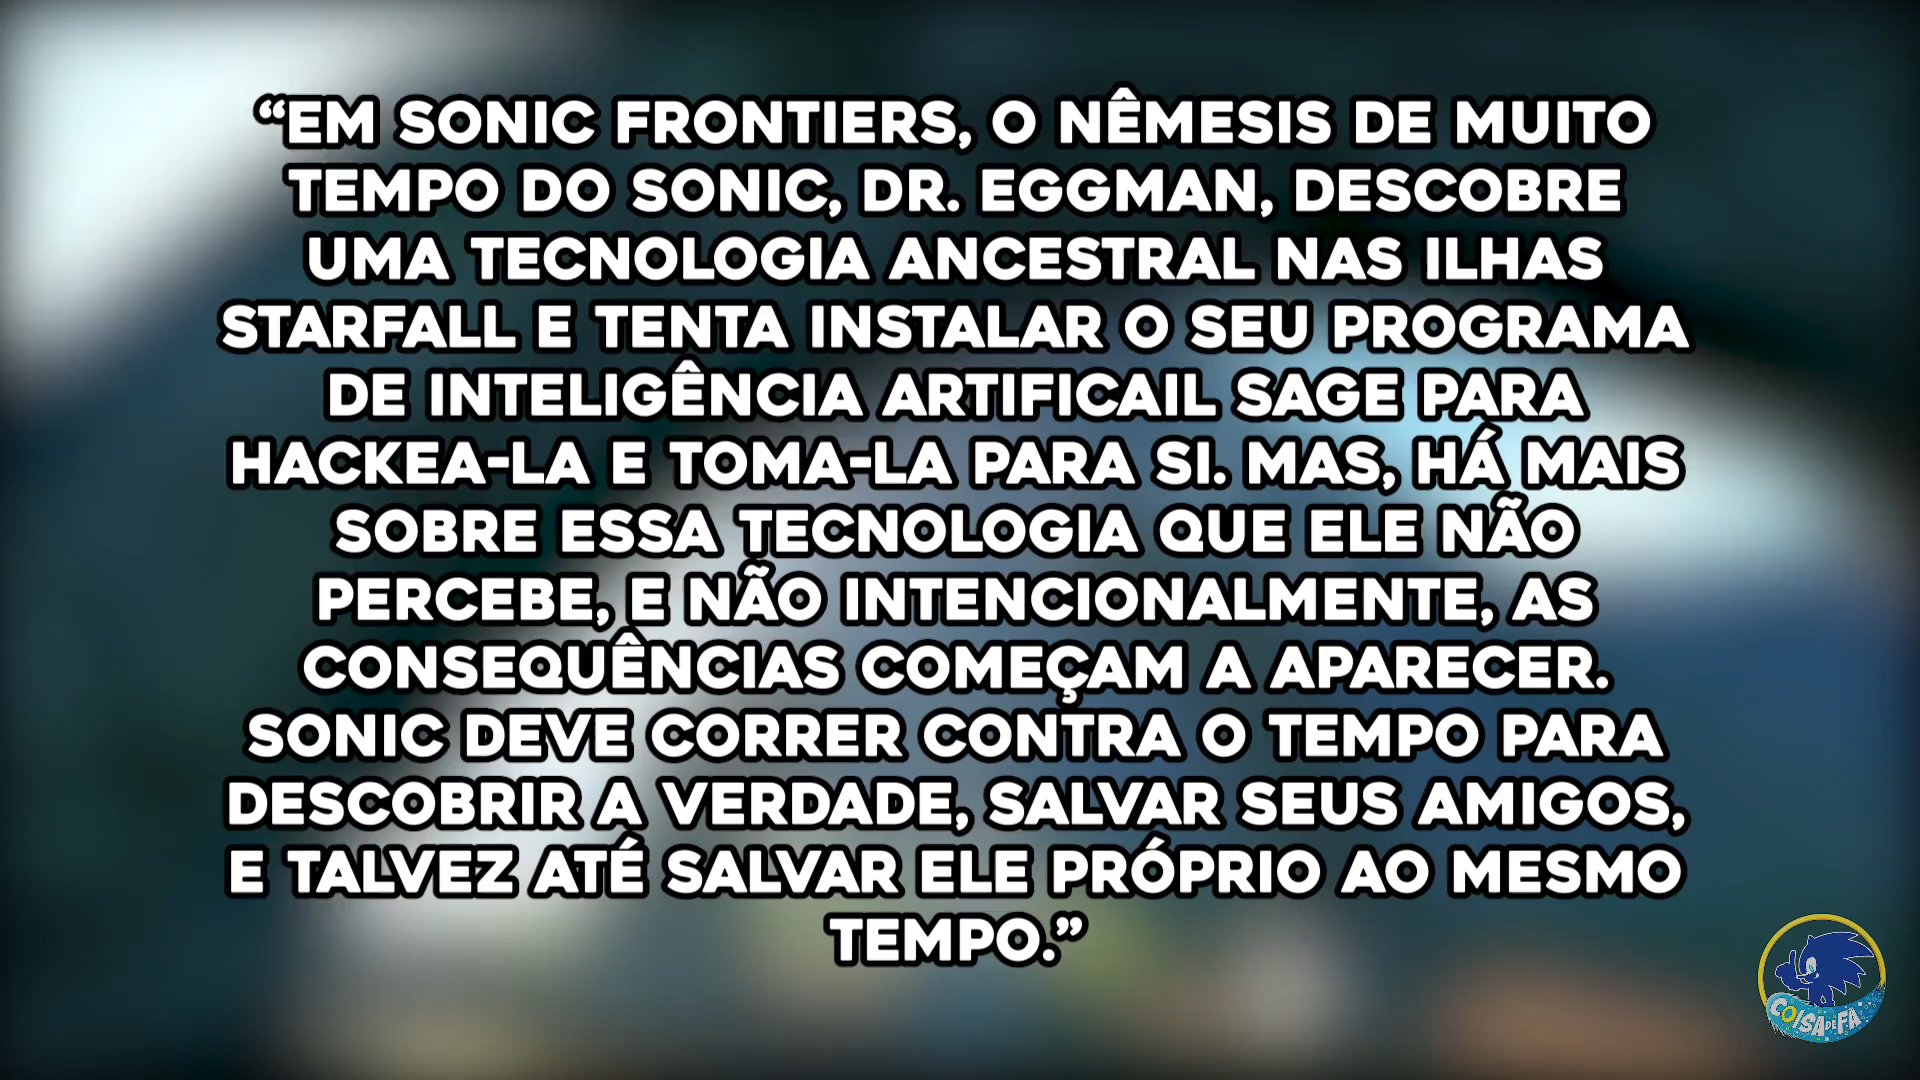 “EM SONIC FRONTIERS, O NÊMESIS DE MUITO
TEMPO DO SONIC, DR. EGGMAN, DESCOBRE
UMA TECNOLOGIA ANCESTRAL NAS ILHAS
STARFALL E TENTA INSTALAR O SEU PROGRAMA
DE INTELIGÊNCIA ARTIFICAIL SAGE PARA
HACKEA-LA E TOMA-LA PARA SI. MAS, HÁ MAIS
SOBRE ESSA TECNOLOGIA QUE ELE NÃO
PERCEBE, E NÃO INTENCIONALMENTE, AS
CONSEQUÊNCIAS COMEÇAM A APARECER.
SONIC DEVE CORRER CONTRA O TEMPO PARA
DESCOBRIR A VERDADE, SALVAR SEUS AMIGOS,
E TALVEZ ATÉ SALVAR ELE PRÓPRIO AO MESMO
TEMPO.”
COISA DE FÃ